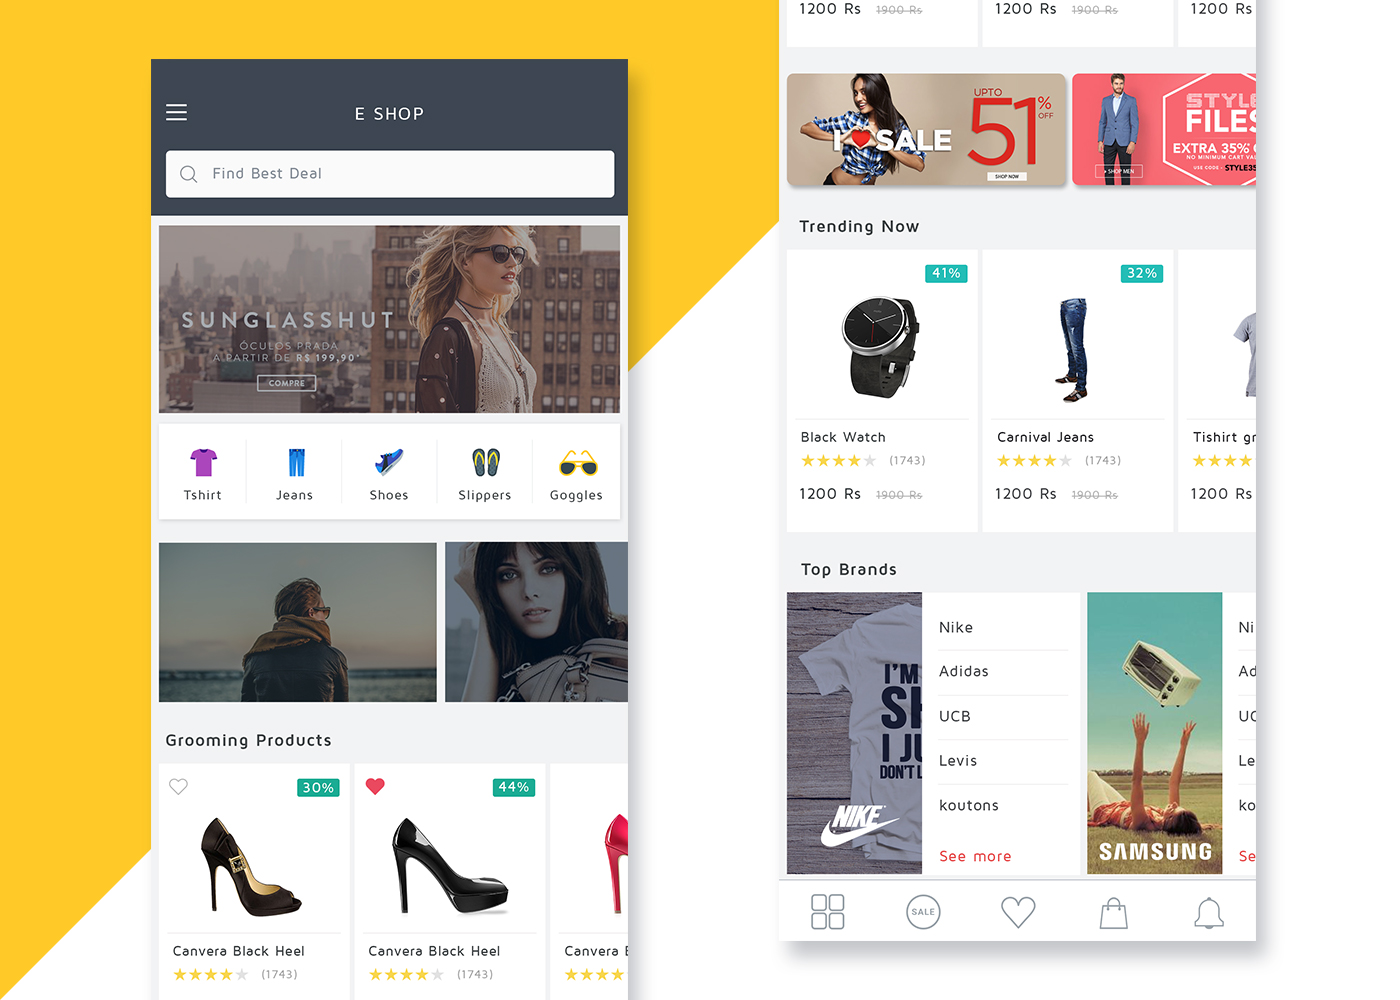 E SHOP
Find Best Deal
SUNGLASSHUT
ÓCULOS PRADA
A PARTIR DE R$ 199,90*
COMPRE
Tshirt
Jeans
Shoes
Slippers
Goggles
Grooming Products
30%
44%
Canvera Black Heel
Canvera Black Heel
Canvera B
(1743)
(1743)
1200 Rs 1900 Rs
1200 Rs 1900 Rs
1200 Rs
I SALE
UPTO
51%
OFF
SHOP NOW
STYLE
FILES
EXTRA 35%
NO MINIMUM CART VAL
USE CODE : STYLE35
+ SHOP MEN
Trending Now
41%
32%
Black Watch
Carnival Jeans
Tishirt gr
(1743)
(1743)
1200 Rs 1900 Rs
1200 Rs 1900 Rs
1200 Rs
Top Brands
I'M
SH
I JU
DON'T L
NIKE
Nike
Adidas
UCB
Levis
koutons
See more
SAMSUNG
Ni
Ad
UC
Le
ko
Se
SALE